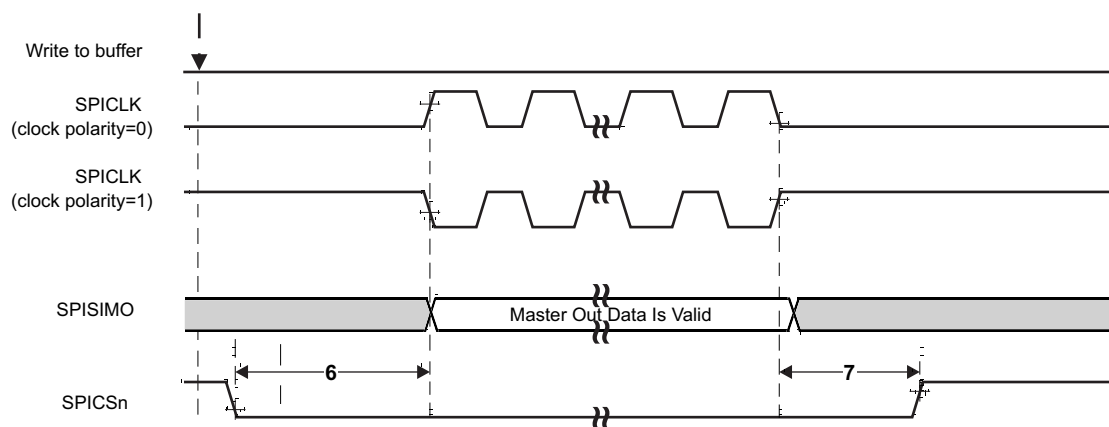 Write to buffer
SPICLK
(clock polarity=0)
SPICLK
(clock polarity=1)
SPISIMO
Master Out Data Is Valid
6
7
SPICSn